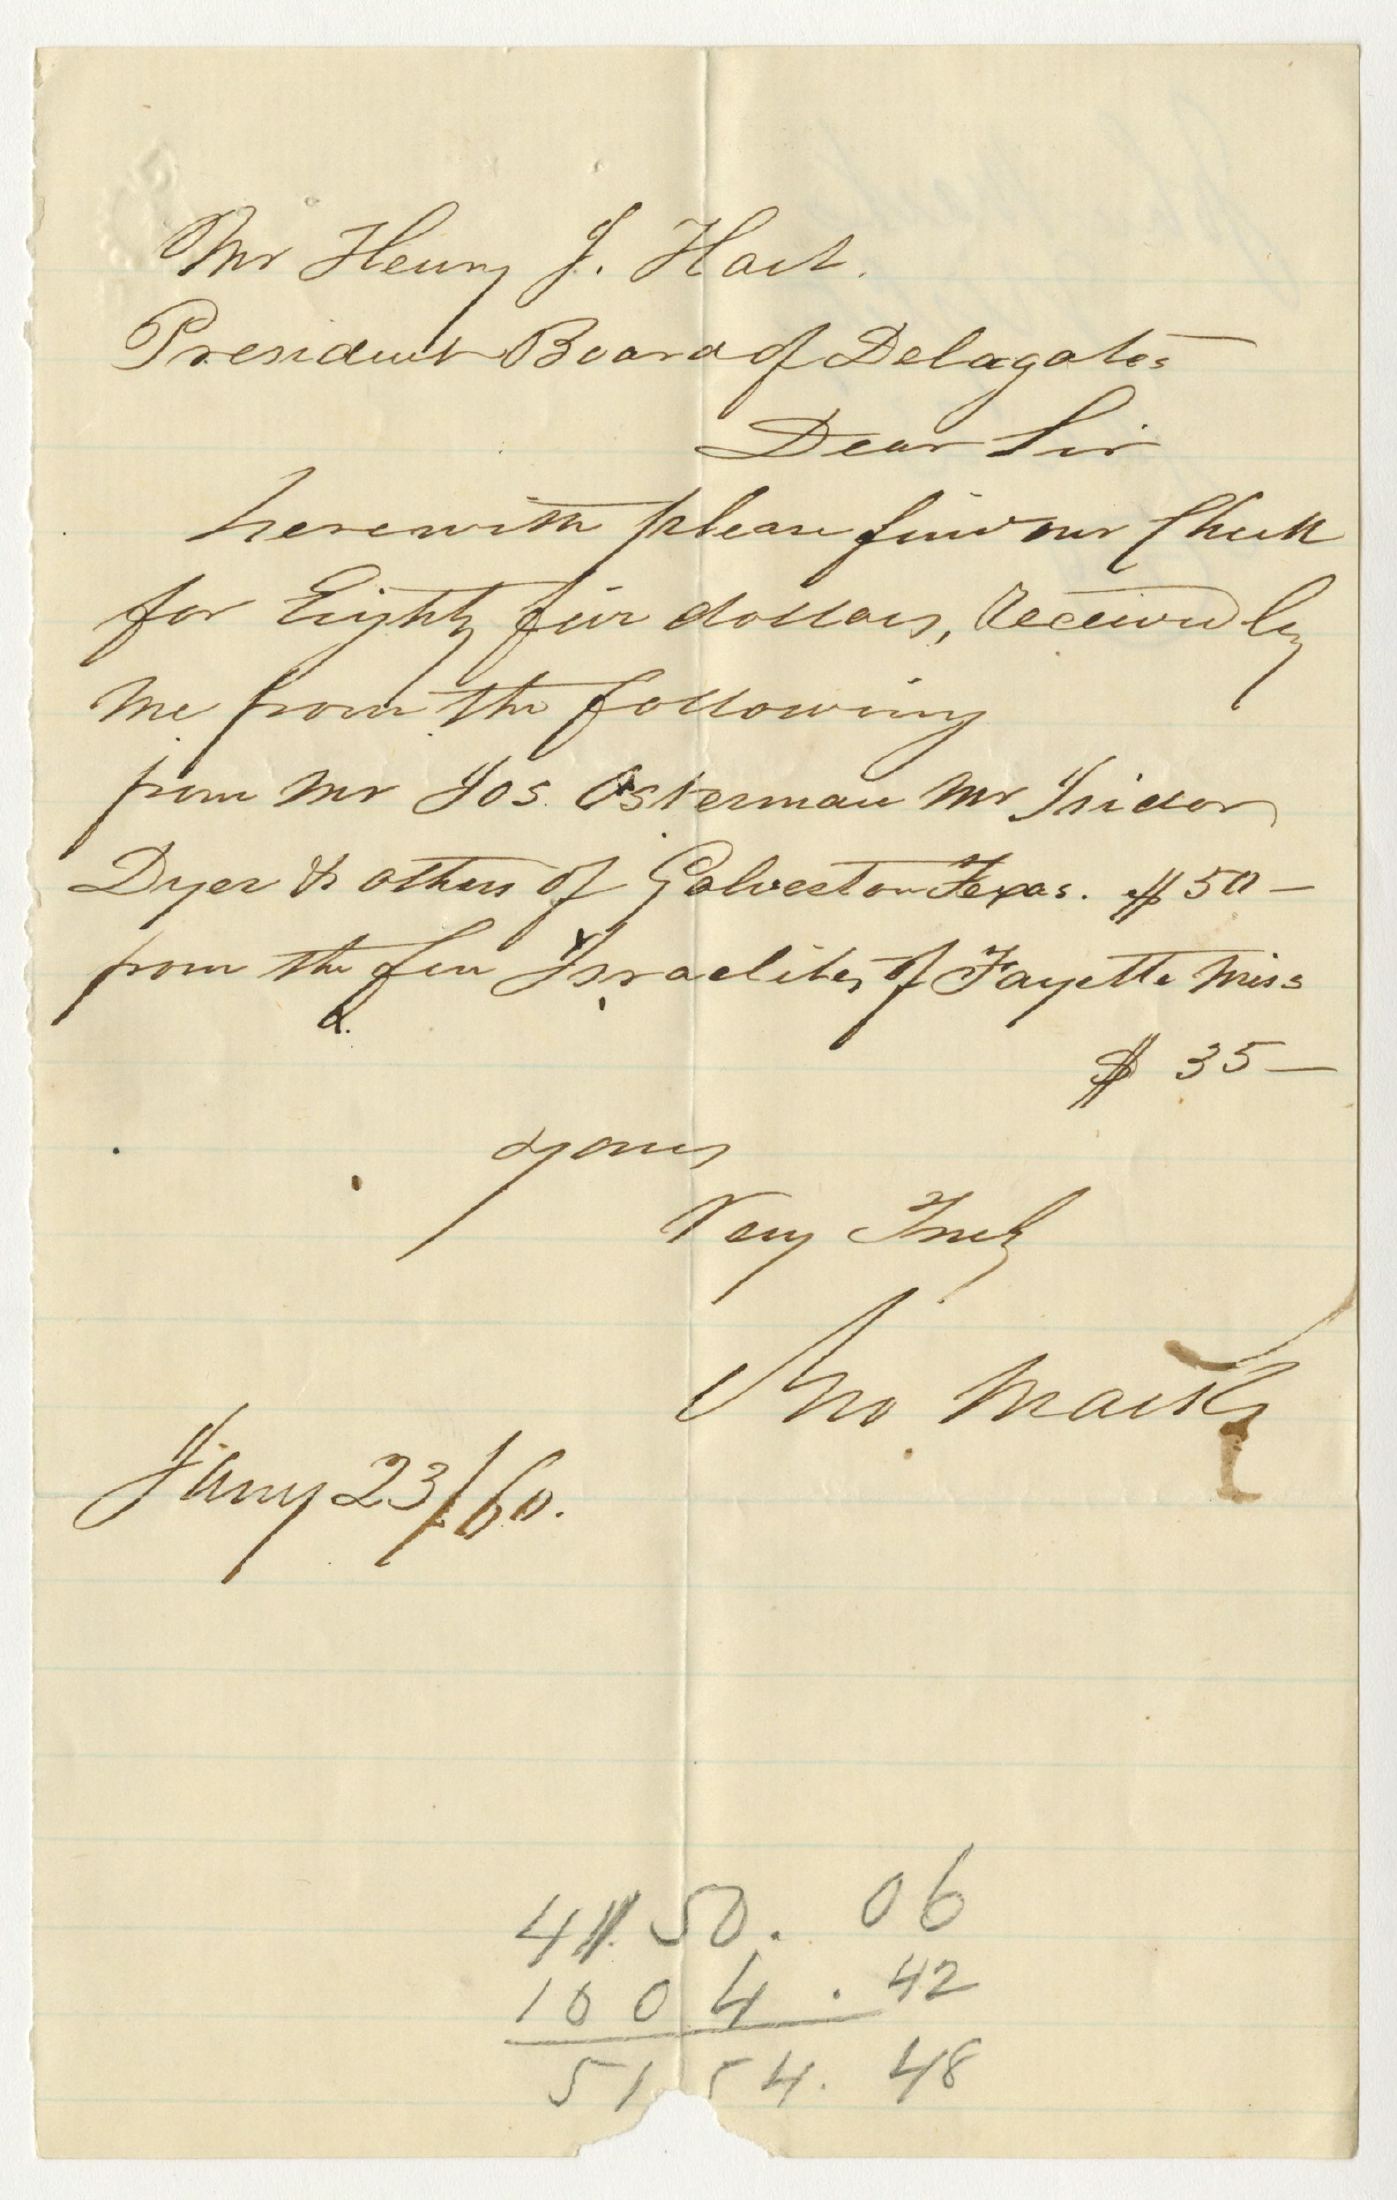 Mr Henry J. Hart.
President Board of Delagates
Dear Sir
herewith please find our Check
for Eighty five dollars, received by
me from the following
from Mr Jos. Osterman Mr Isidor
Dyer & others of Galveston Texas. $50—
from the few Israelites of Fayette Miss
$ 35—
yours
Very Truly
Jno Marks
Jany 23/60.
4150. 06
1004. 42
5154. 48